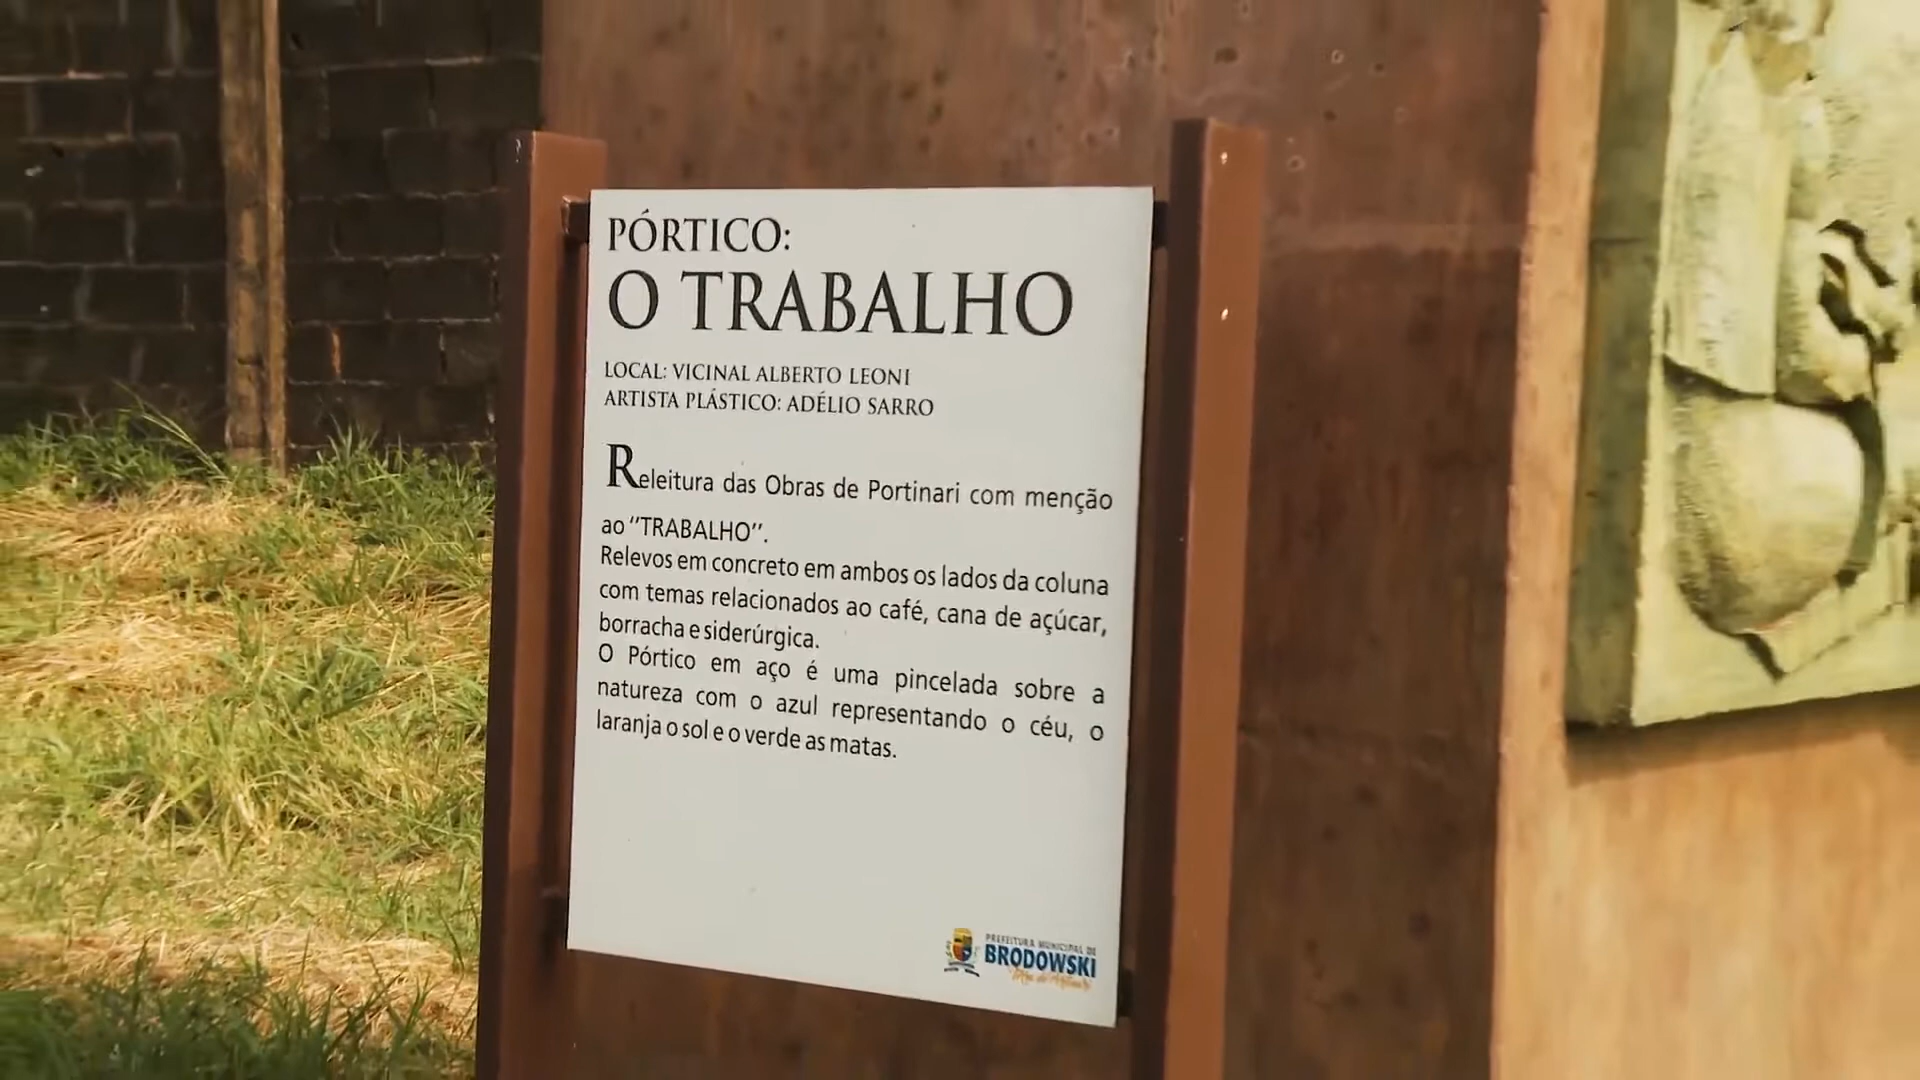 PÓRTICO:
O TRABALHO
LOCAL: VICINAL ALBERTO LEONI
ARTISTA PLÁSTICO: ADÉLIO SARRO
Releitura das Obras de Portinari com menção
ao "TRABALHO".
Relevos em concreto em ambos os lados da coluna
com temas relacionados ao café, cana de açúcar,
borracha e siderúrgica.
O Pórtico em aço é uma pincelada sobre a
natureza com o azul representando o céu, o
laranja o sol e o verde as matas.
PREFEITURA MUNICIPAL DE
BRODOWSKI